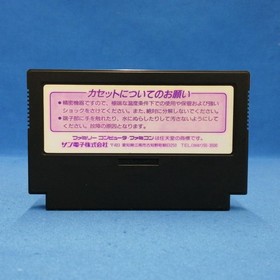 カセットについてのお願い
●精密機器ですので、極端な温度条件下での使用や保管および強い
ショックをさけてください。また、絶対に分解しないでください。
●端子部に手を触れたり、水にぬらしたりして汚さないようにして
ください。故障の原因となります。
ファミリーコンピュータ ファミコンは任天堂の商標です。
サン電子株式会社